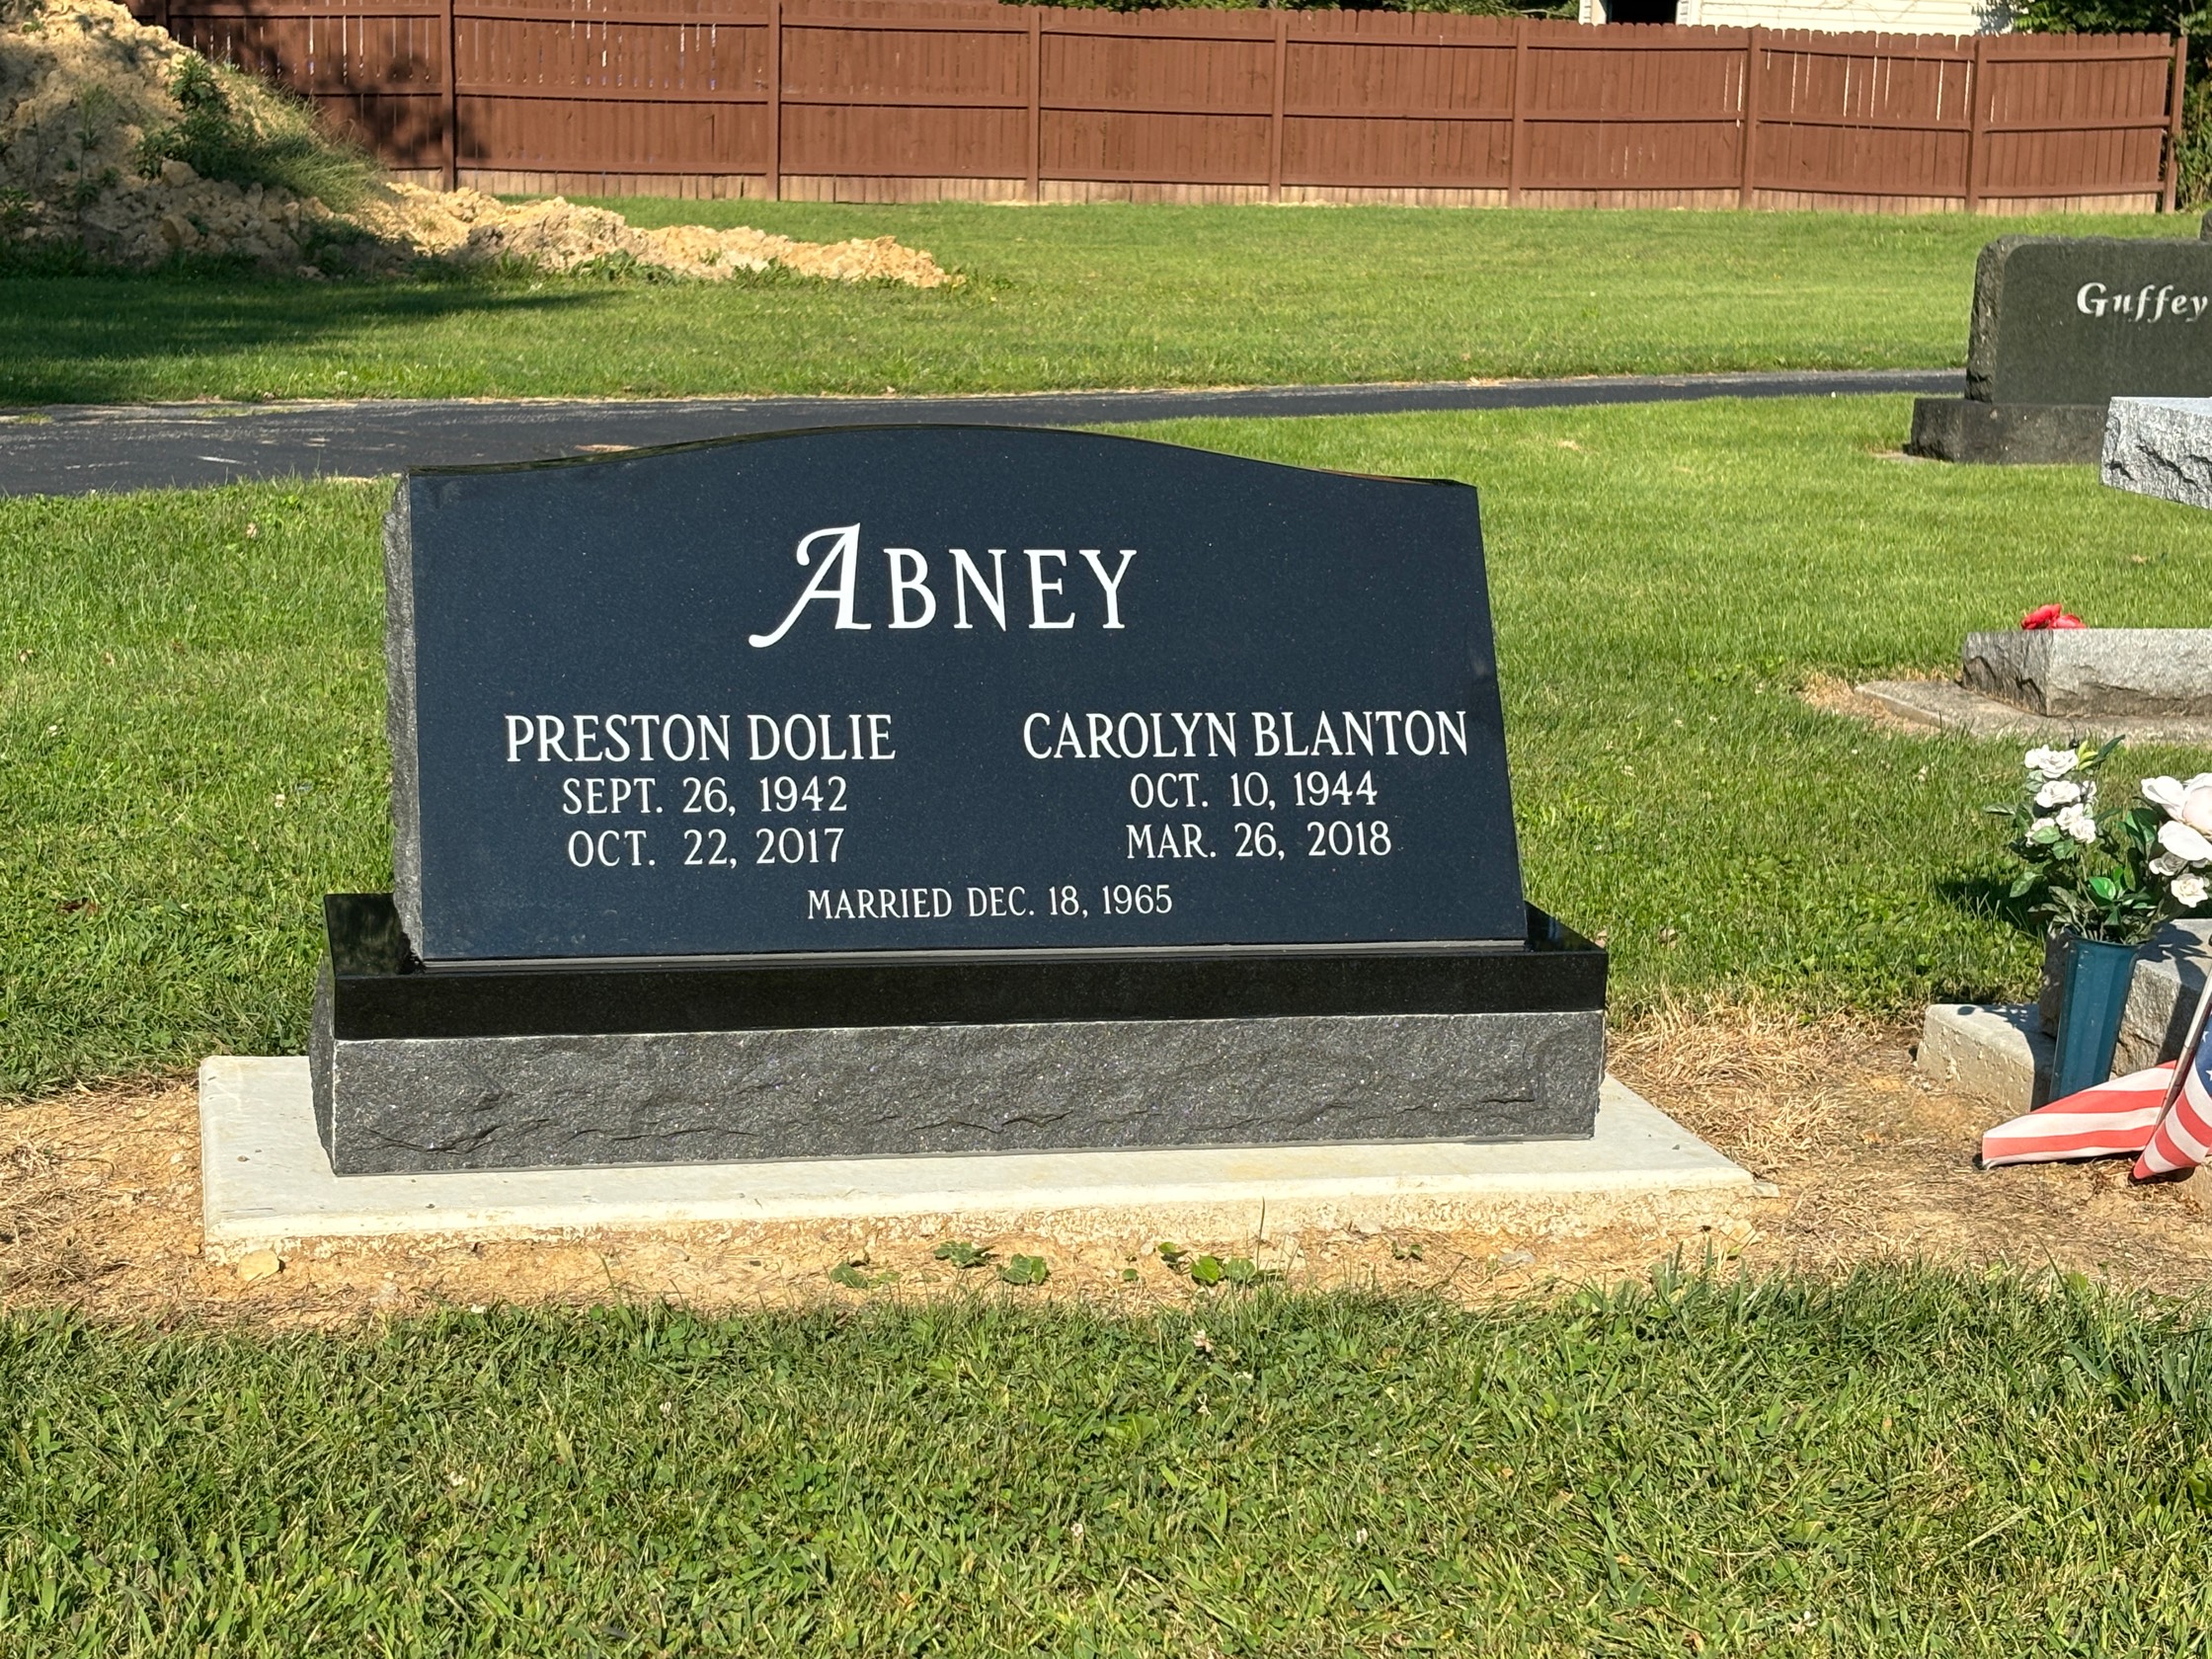 ABNEY
PRESTON DOLIE
SEPT. 26, 1942
OCT. 22, 2017
CAROLYN BLANTON
OCT. 10, 1944
MAR. 26, 2018
MARRIED DEC. 18, 1965
Guffey